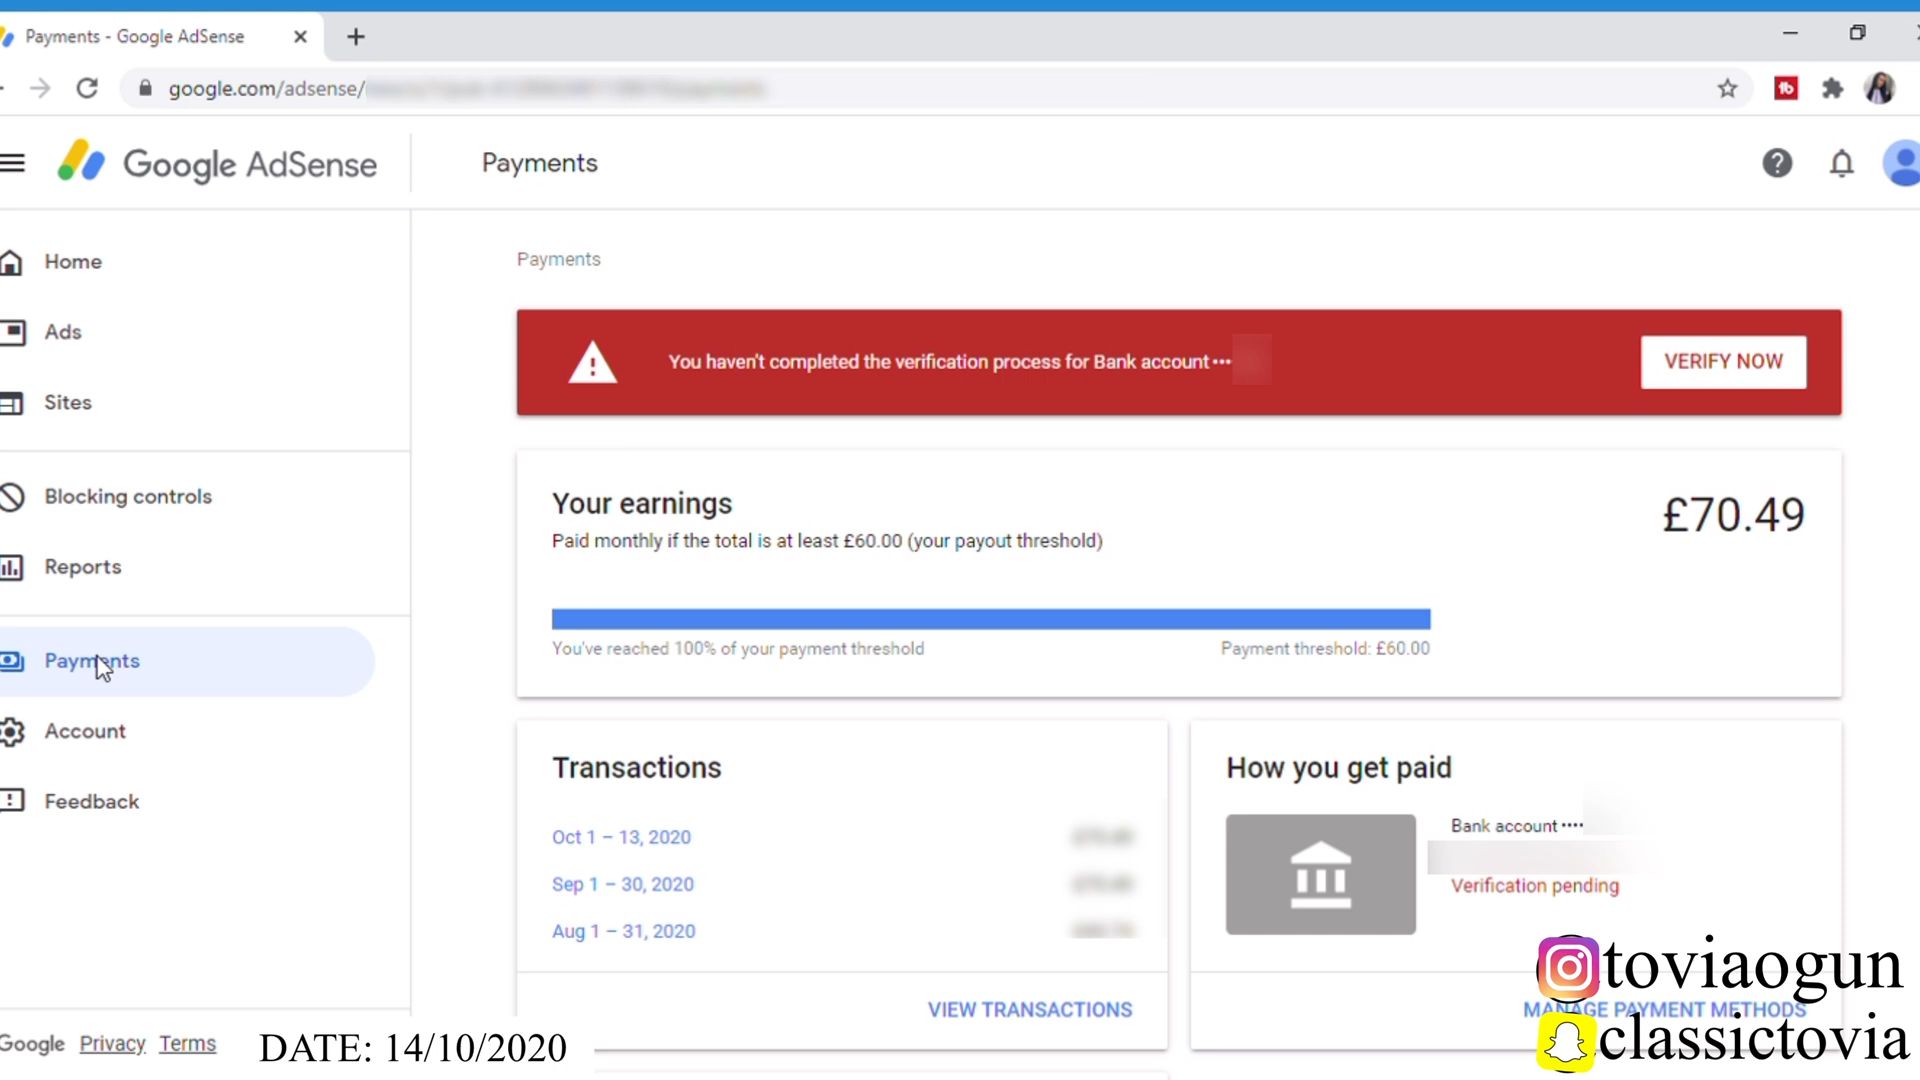 Payments - Google AdSense
google.com/adsense/
Google AdSense
Payments
Home
Ads
Sites
Blocking controls
Reports
Payments
Account
Feedback
Google Privacy Terms
Payments
You haven't completed the verification process for Bank account •••
VERIFY NOW
Your earnings
£70.49
Paid monthly if the total is at least £60.00 (your payout threshold)
You've reached 100% of your payment threshold
Payment threshold: £60.00
Transactions
Oct 1 – 13, 2020
Sep 1 – 30, 2020
Aug 1 – 31, 2020
VIEW TRANSACTIONS
How you get paid
Bank account ••••
Verification pending
MANAGE PAYMENT METHODS
toviaogun
classictovia
DATE: 14/10/2020